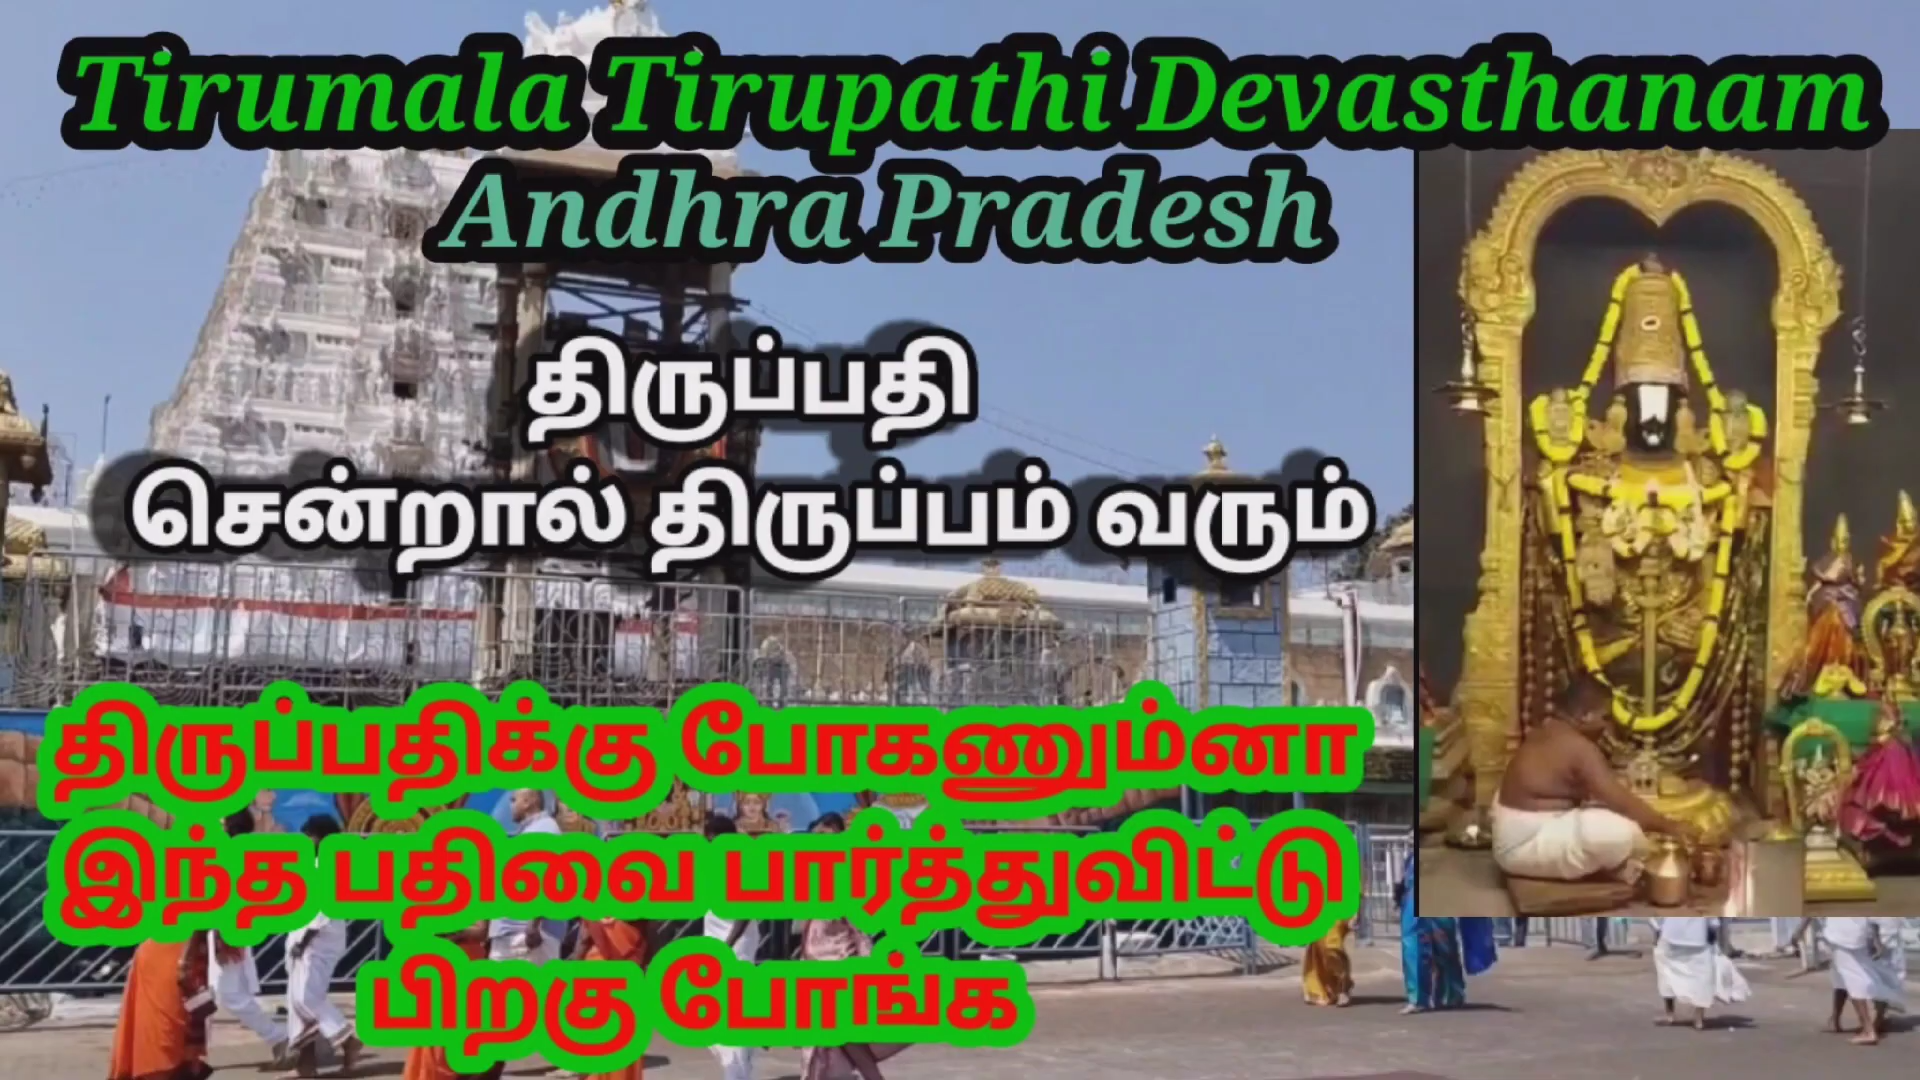 Tirumala Tirupathi Devasthanam
Andhra Pradesh
திருப்பதி
சென்றால் திருப்பம் வரும்
திருப்பதிக்கு போகணும்னா
இந்த பதிவை பார்த்துவிட்டு
பிறகு போங்க